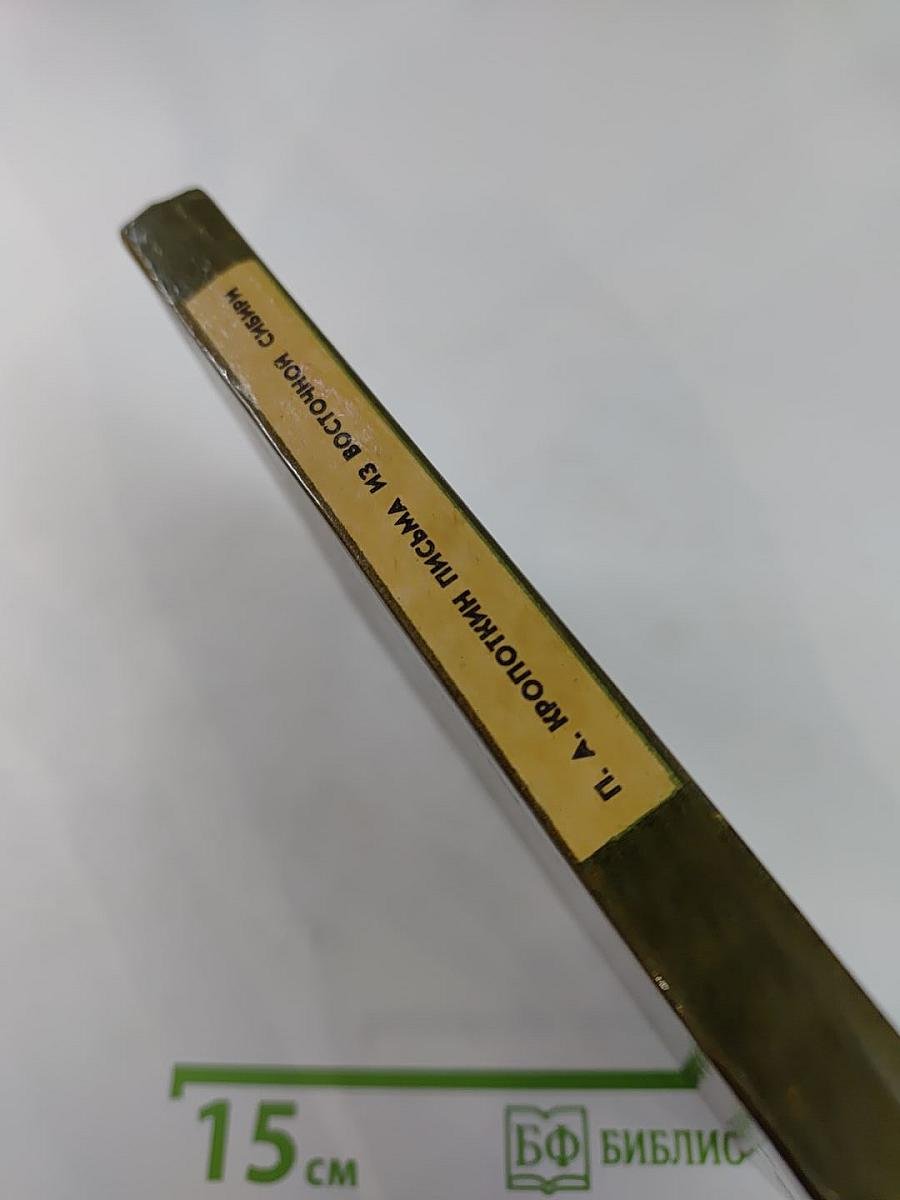 П. А. КРОПОТКИН ПИСЬМА ИЗ ВОСТОЧНОЙ СИБИРИ
15 см
БФ БИБЛИО